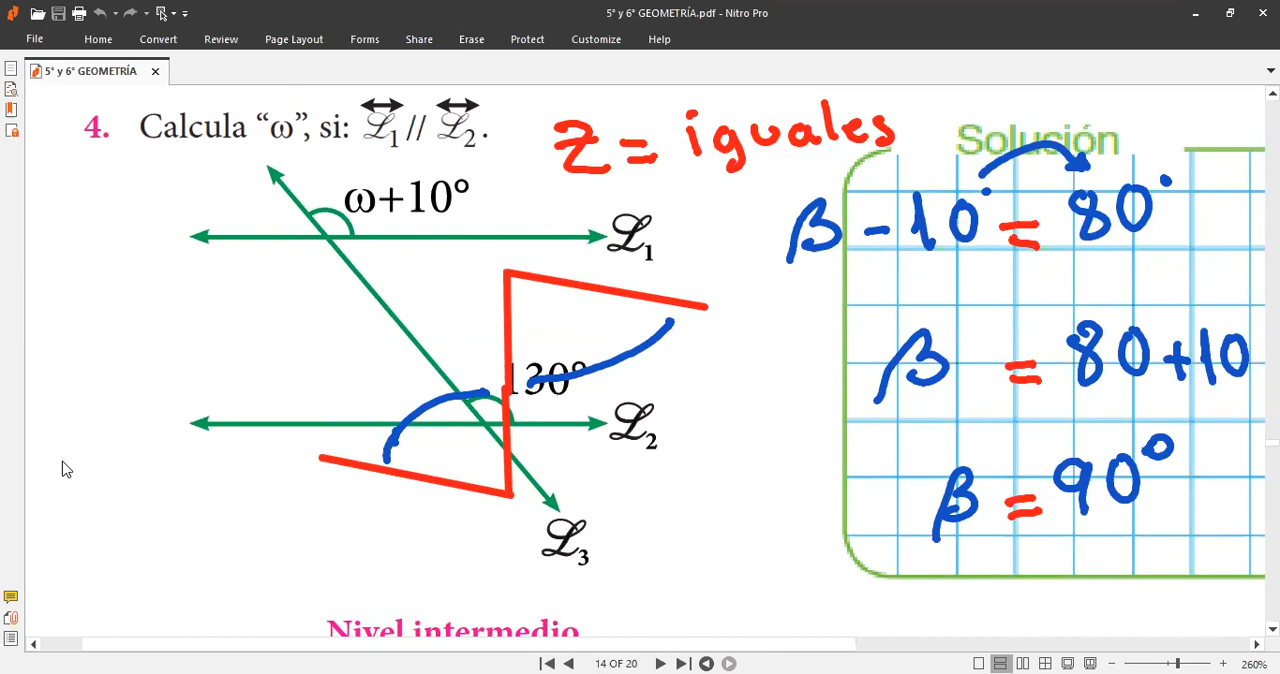 5° y 6° GEOMETRÍA.pdf - Nitro Pro
File Home Convert Review Page Layout Forms Share Erase Protect Customize Help
5° y 6° GEOMETRÍA
4. Calcula “ω”, si: ℒ1 // ℒ2.
z = iguales
Solución
ω+10°
ℒ1
β - 10° = 80°
130°
β = 80+10
ℒ2
β = 90°
ℒ3
Nivel intermedio
14 OF 20
260%